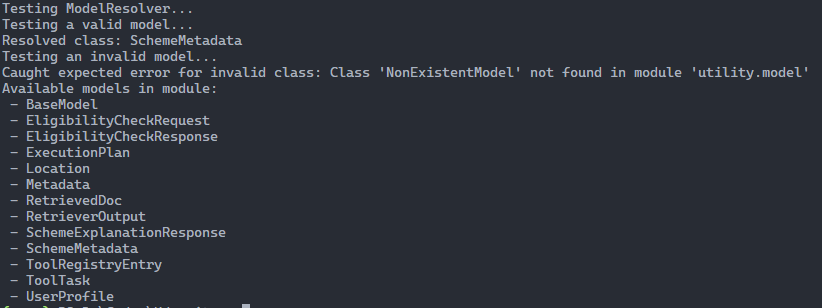 Testing ModelResolver...
Testing a valid model...
Resolved class: SchemeMetadata
Testing an invalid model...
Caught expected error for invalid class: Class 'NonExistentModel' not found in module 'utility.model'
Available models in module:
 - BaseModel
 - EligibilityCheckRequest
 - EligibilityCheckResponse
 - ExecutionPlan
 - Location
 - Metadata
 - RetrievedDoc
 - RetrieverOutput
 - SchemeExplanationResponse
 - SchemeMetadata
 - ToolRegistryEntry
 - ToolTask
 - UserProfile